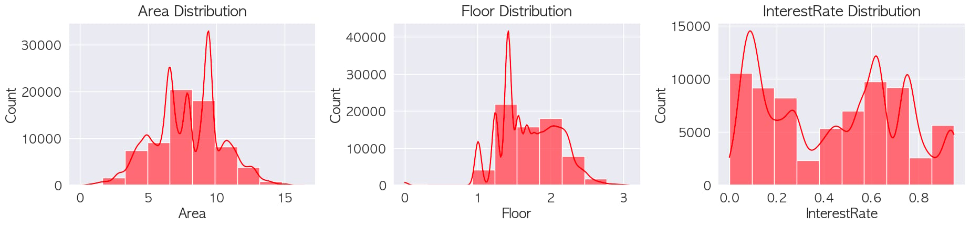 Area Distribution
Count
30000
20000
10000
0
0 5 10 15
Area
Floor Distribution
Count
40000
30000
20000
10000
0
0 1 2 3
Floor
InterestRate Distribution
Count
15000
10000
5000
0
0.0 0.2 0.4 0.6 0.8
InterestRate